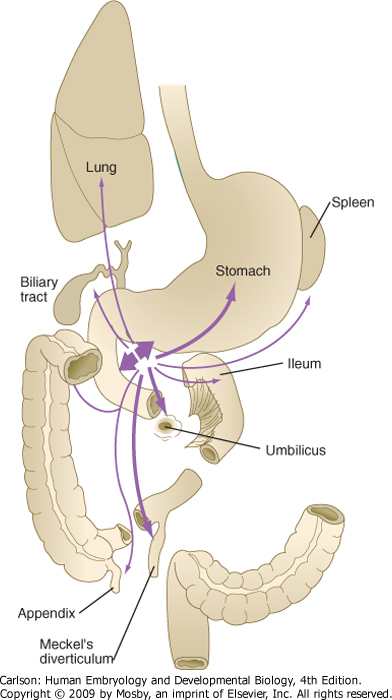 Lung
Spleen
Stomach
Biliary
tract
Ileum
Umbilicus
Appendix
Meckel's
diverticulum
Carlson: Human Embryology and Developmental Biology, 4th Edition.
Copyright © 2009 by Mosby, an imprint of Elsevier, Inc. All rights reserved.